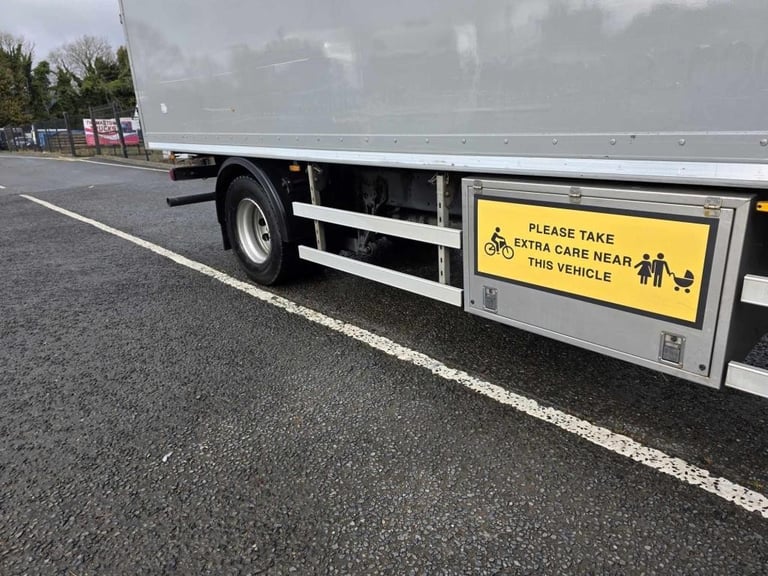 PLEASE TAKE
EXTRA CARE NEAR
THIS VEHICLE